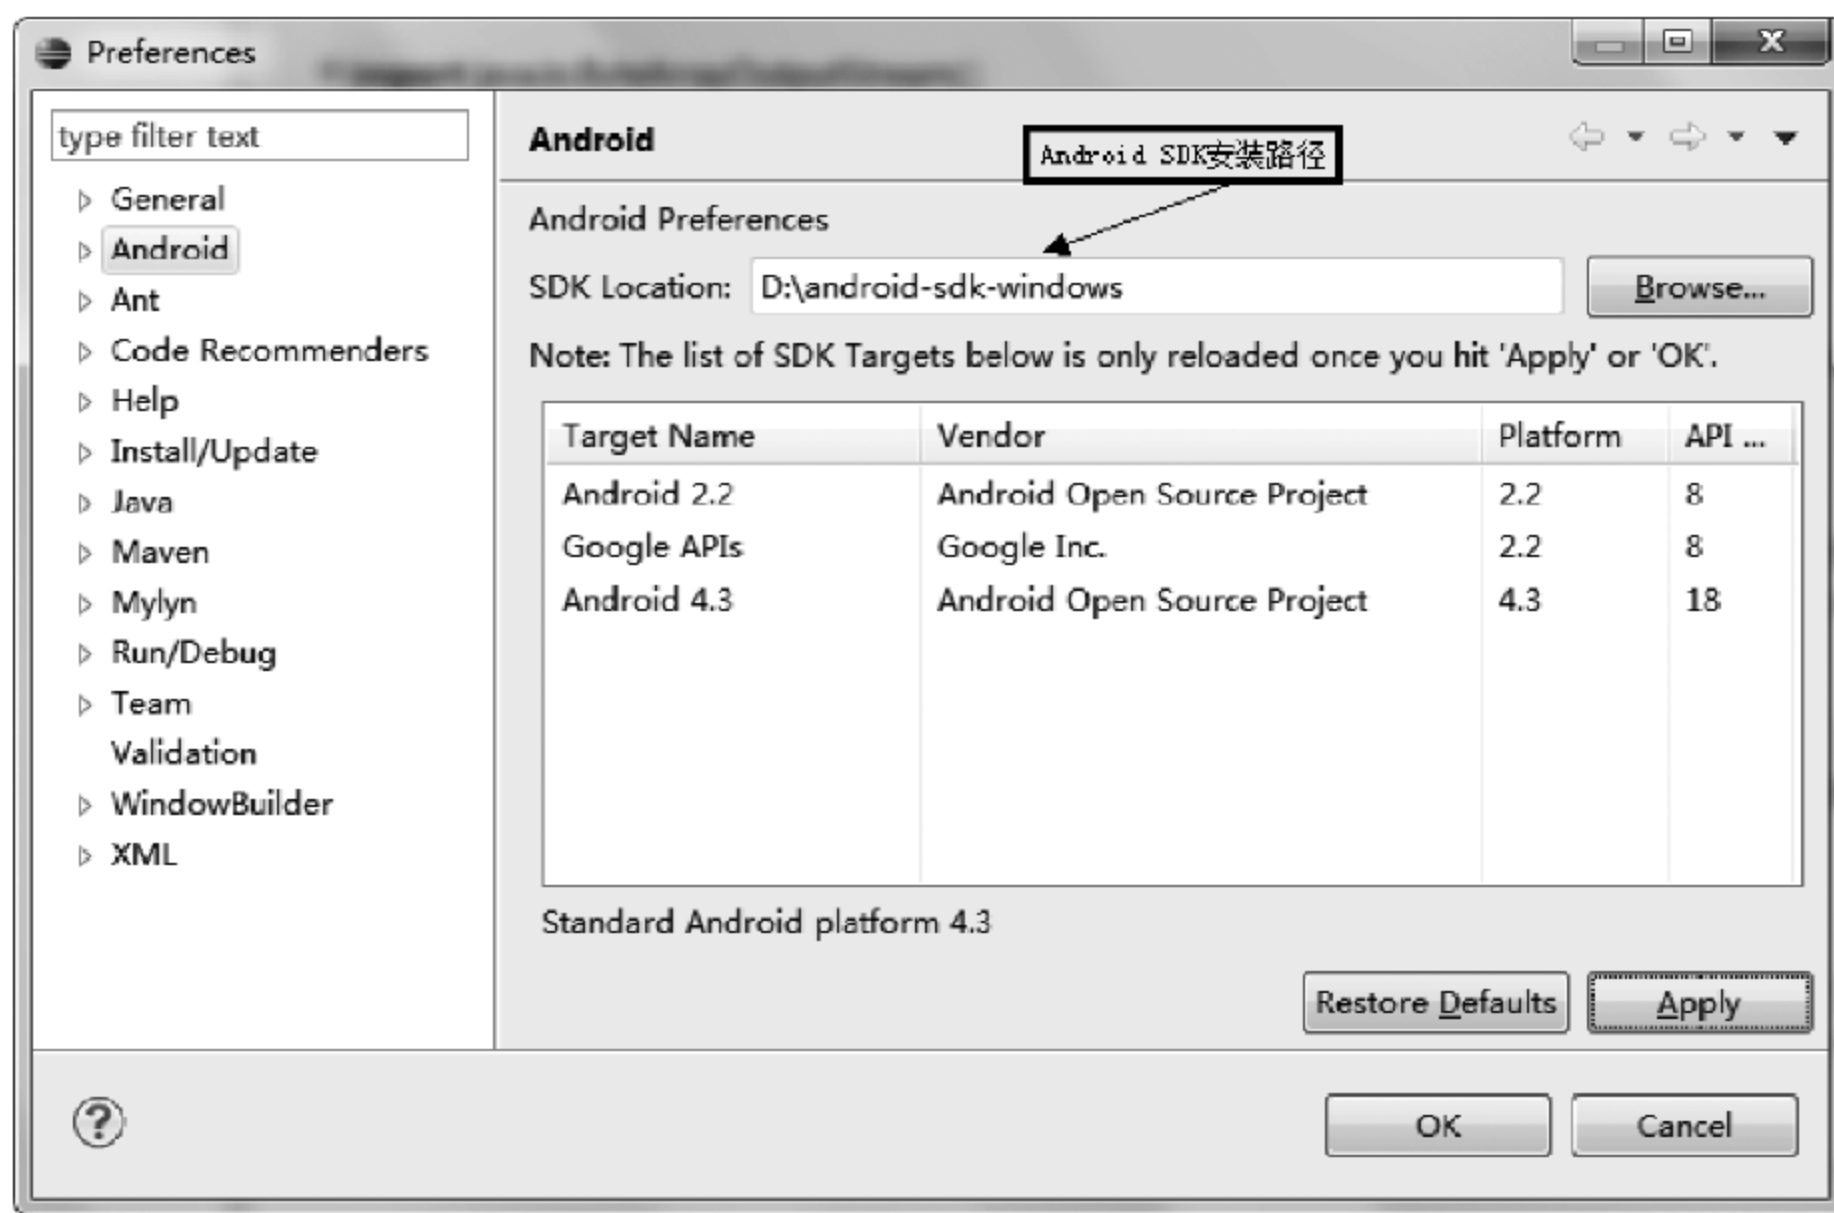 Preferences
type filter text
General
Android
Ant
Code Recommenders
Help
Install/Update
Java
Maven
Mylyn
Run/Debug
Team
Validation
WindowBuilder
XML
Android
Android SDK安装路径
Android Preferences
SDK Location: D:\android-sdk-windows Browse...
Note: The list of SDK Targets below is only reloaded once you hit 'Apply' or 'OK'.
Target Name Vendor Platform API ...
Android 2.2 Android Open Source Project 2.2 8
Google APIs Google Inc. 2.2 8
Android 4.3 Android Open Source Project 4.3 18
Standard Android platform 4.3
Restore Defaults Apply
OK Cancel